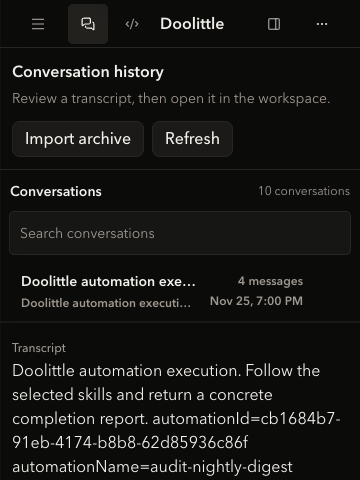 Doolittle
Conversation history
Review a transcript, then open it in the workspace.
Import archive
Refresh
Conversations
10 conversations
Search conversations
Doolittle automation exe…
4 messages
Doolittle automation executi…
Nov 25, 7:00 PM
Transcript
Doolittle automation execution. Follow the
selected skills and return a concrete
completion report. automationId=cb1684b7-
91eb-4174-b8b8-62d85936c86f
automationName=audit-nightly-digest